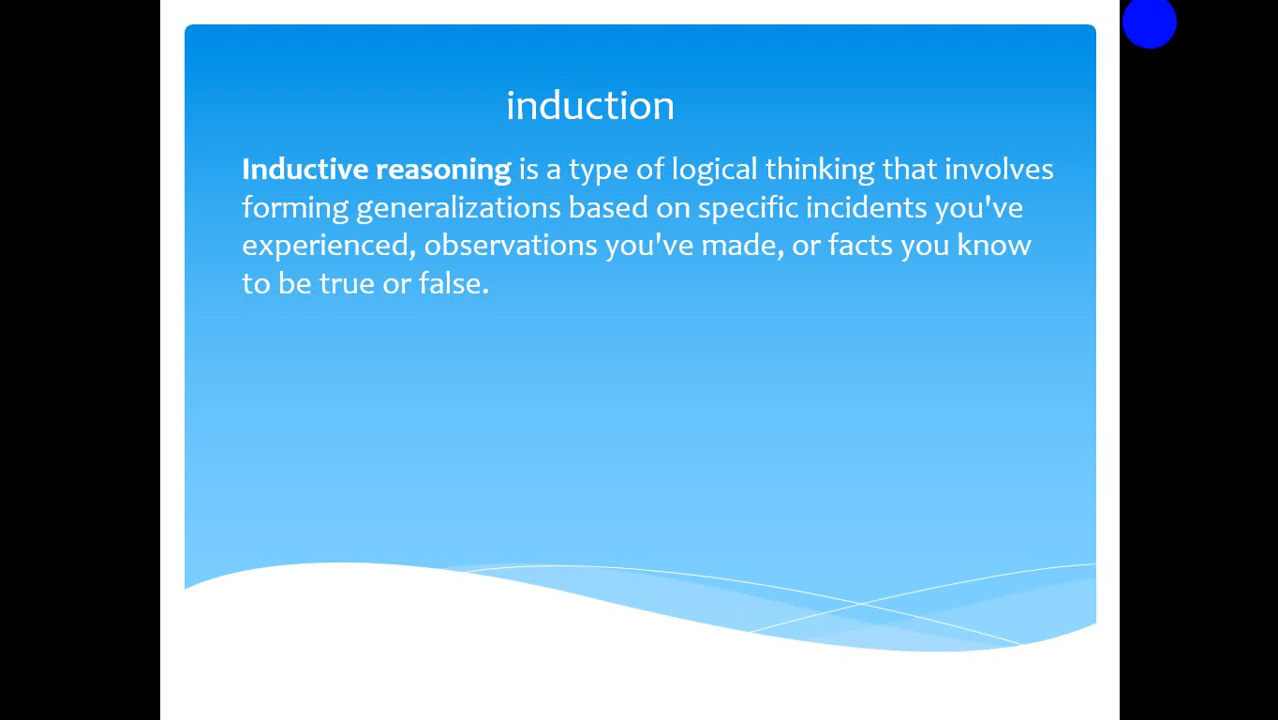 induction
Inductive reasoning is a type of logical thinking that involves
forming generalizations based on specific incidents you've
experienced, observations you've made, or facts you know
to be true or false.